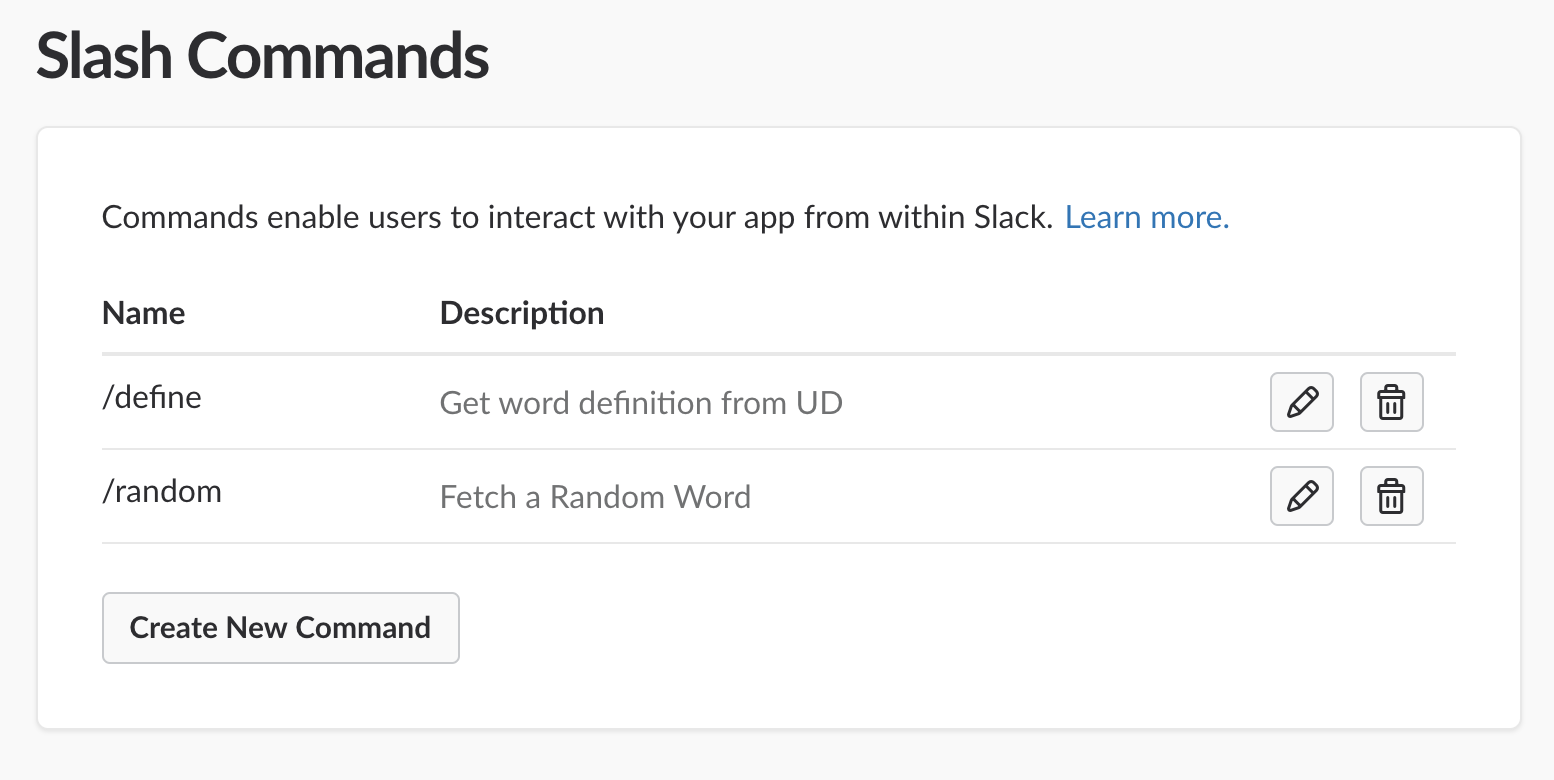 Slash Commands
Commands enable users to interact with your app from within Slack. Learn more.
Name Description
/define Get word definition from UD
/random Fetch a Random Word
Create New Command